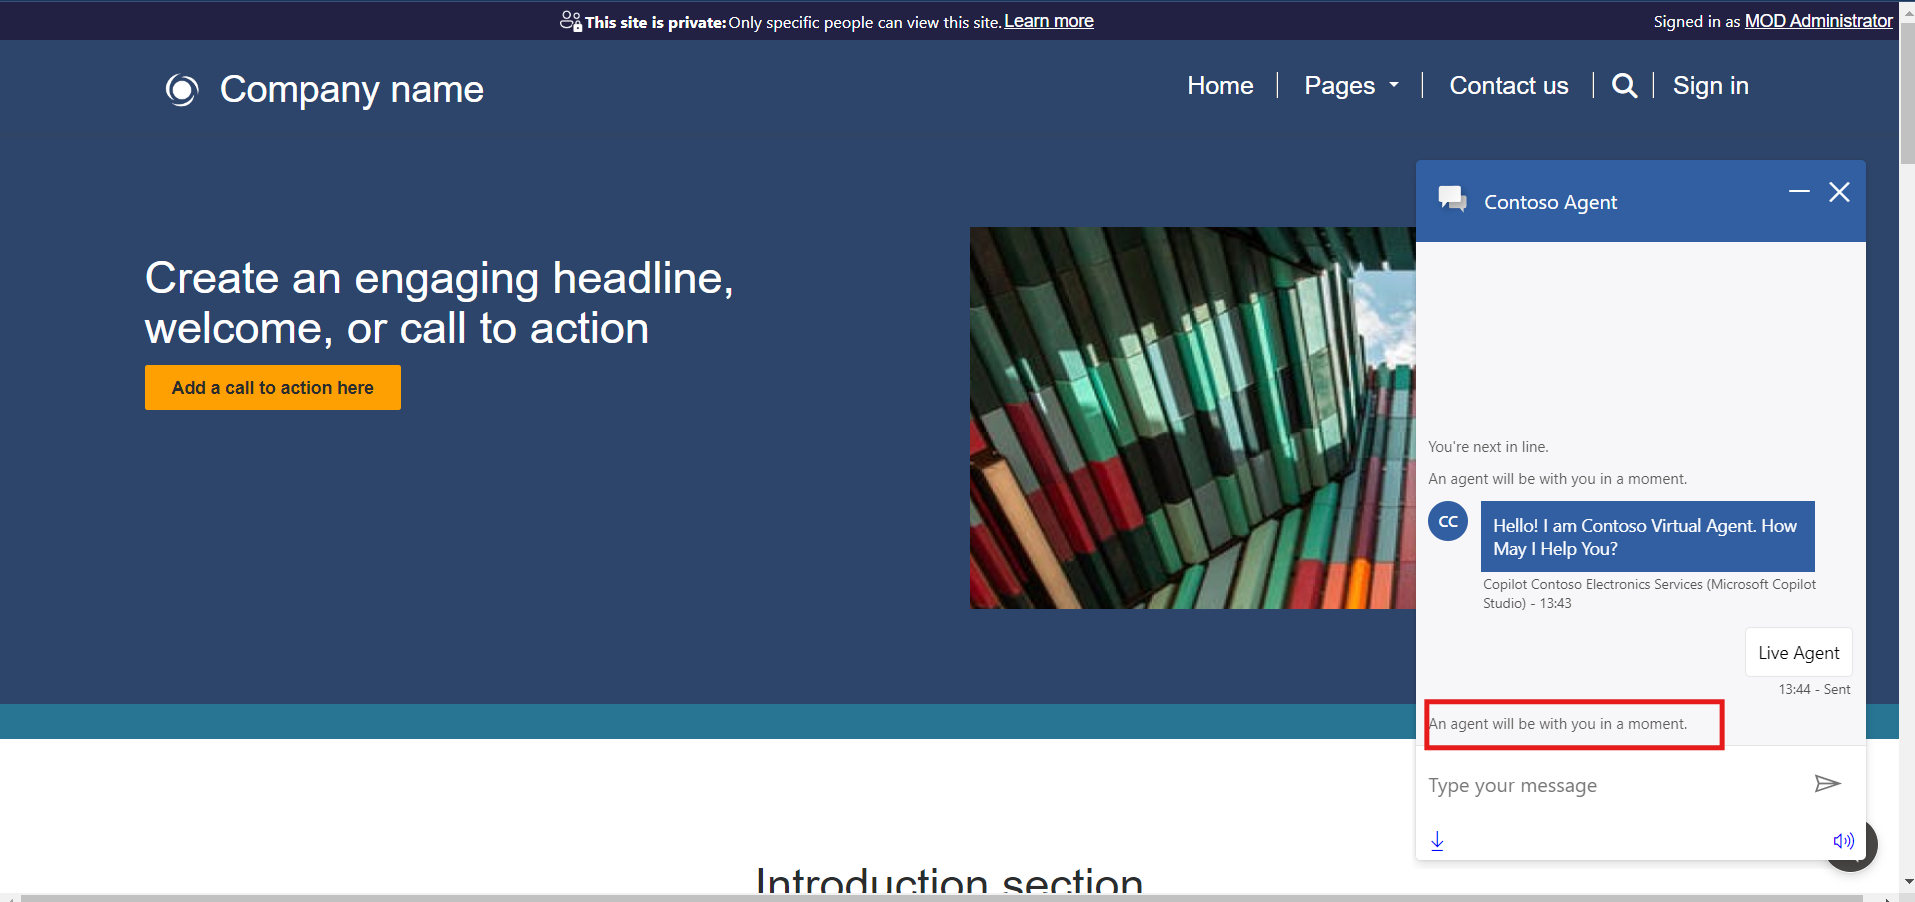 This site is private: Only specific people can view this site. Learn more
Signed in as MOD Administrator
Company name
Home
Pages
Contact us
Sign in
Create an engaging headline,
welcome, or call to action
Add a call to action here
Contoso Agent
You're next in line.
An agent will be with you in a moment.
CC
Hello! I am Contoso Virtual Agent. How
May I Help You?
Copilot Contoso Electronics Services (Microsoft Copilot
Studio) - 13:43
Live Agent
13:44 - Sent
An agent will be with you in a moment.
Type your message
Introduction section